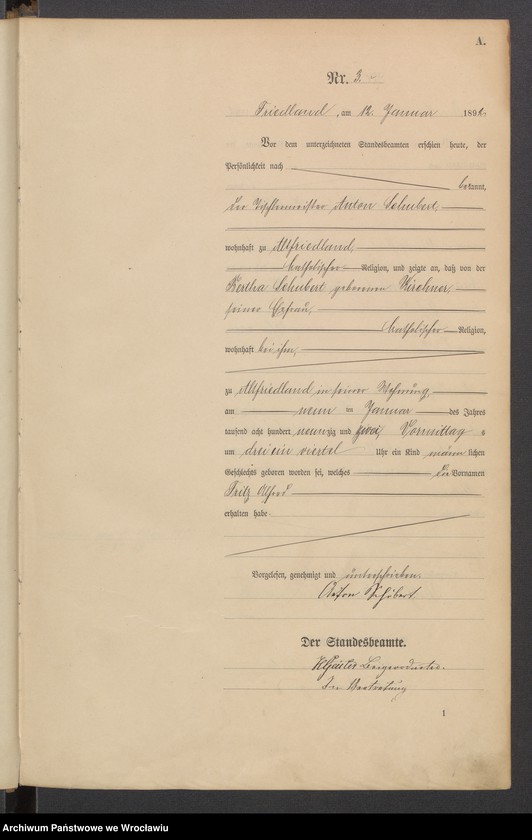 A.
Nr. 3.
Friedland, am 12. Januar 1892.
Vor dem unterzeichneten Standesbeamten erschien heute, der
Persönlichkeit nach
bekannt,
der Tischlermeister Anton Schubert,
wohnhaft zu Altfriedland,
katholischer Religion, und zeigte an, daß von der
Bertha Schubert geborenen Kirchner,
seiner Ehefrau,
katholischer Religion,
wohnhaft bei ihm,
zu Altfriedland in seiner Wohnung,
am neun ten Januar des Jahres
tausend acht hundert neunzig und zwei, Vormittag s
um drei ein viertel Uhr ein Kind männ lichen
Geschlechts geboren worden sei, welches die Vornamen
Fritz Alfred
erhalten habe.
Vorgelesen, genehmigt und unterschrieben.
Anton Schubert
Der Standesbeamte.
In Vertretung
1
Archiwum Państwowe we Wrocławiu